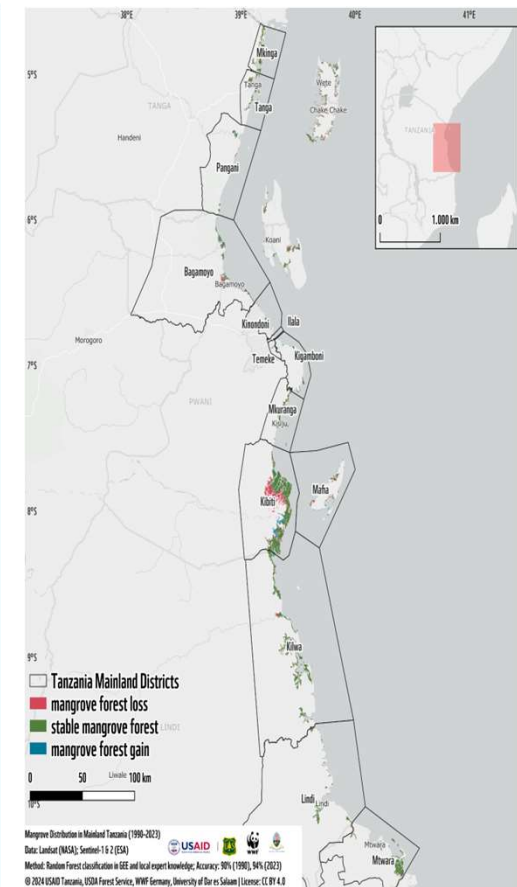 38°E 39°E 40°E 41°E
5°S
6°S
7°S
8°S
9°S
10°S
Mkinga
Tanga
TANGA
Tanga
Handeni
Pangani
Wete
Chake Chake
Koani
Bagamoyo
Bagamoyo
Kinondoni
Ilala
Morogoro
Temeke
Kigamboni
PWANI
Mkuranga
Kisiju
Kibiti
Mafia
Kilwa
LINDI
Liwale
Lindi
Lindi
Mtwara
Mtwara
TANZANIA
0 1.000 km
Tanzania Mainland Districts
mangrove forest loss
stable mangrove forest
mangrove forest gain
0 50 100 km
Mangrove Distribution in Mainland Tanzania (1990-2023)
Data: Landsat (NASA); Sentinel-1 & 2 (ESA)
USAID
WWF
Method: Random Forest classification in GEE and local expert knowledge; Accuracy: 90% (1990), 94% (2023)
© 2024 USAID Tanzania, USDA Forest Service, WWF Germany, University of Dar es Salaam | License: CC BY 4.0